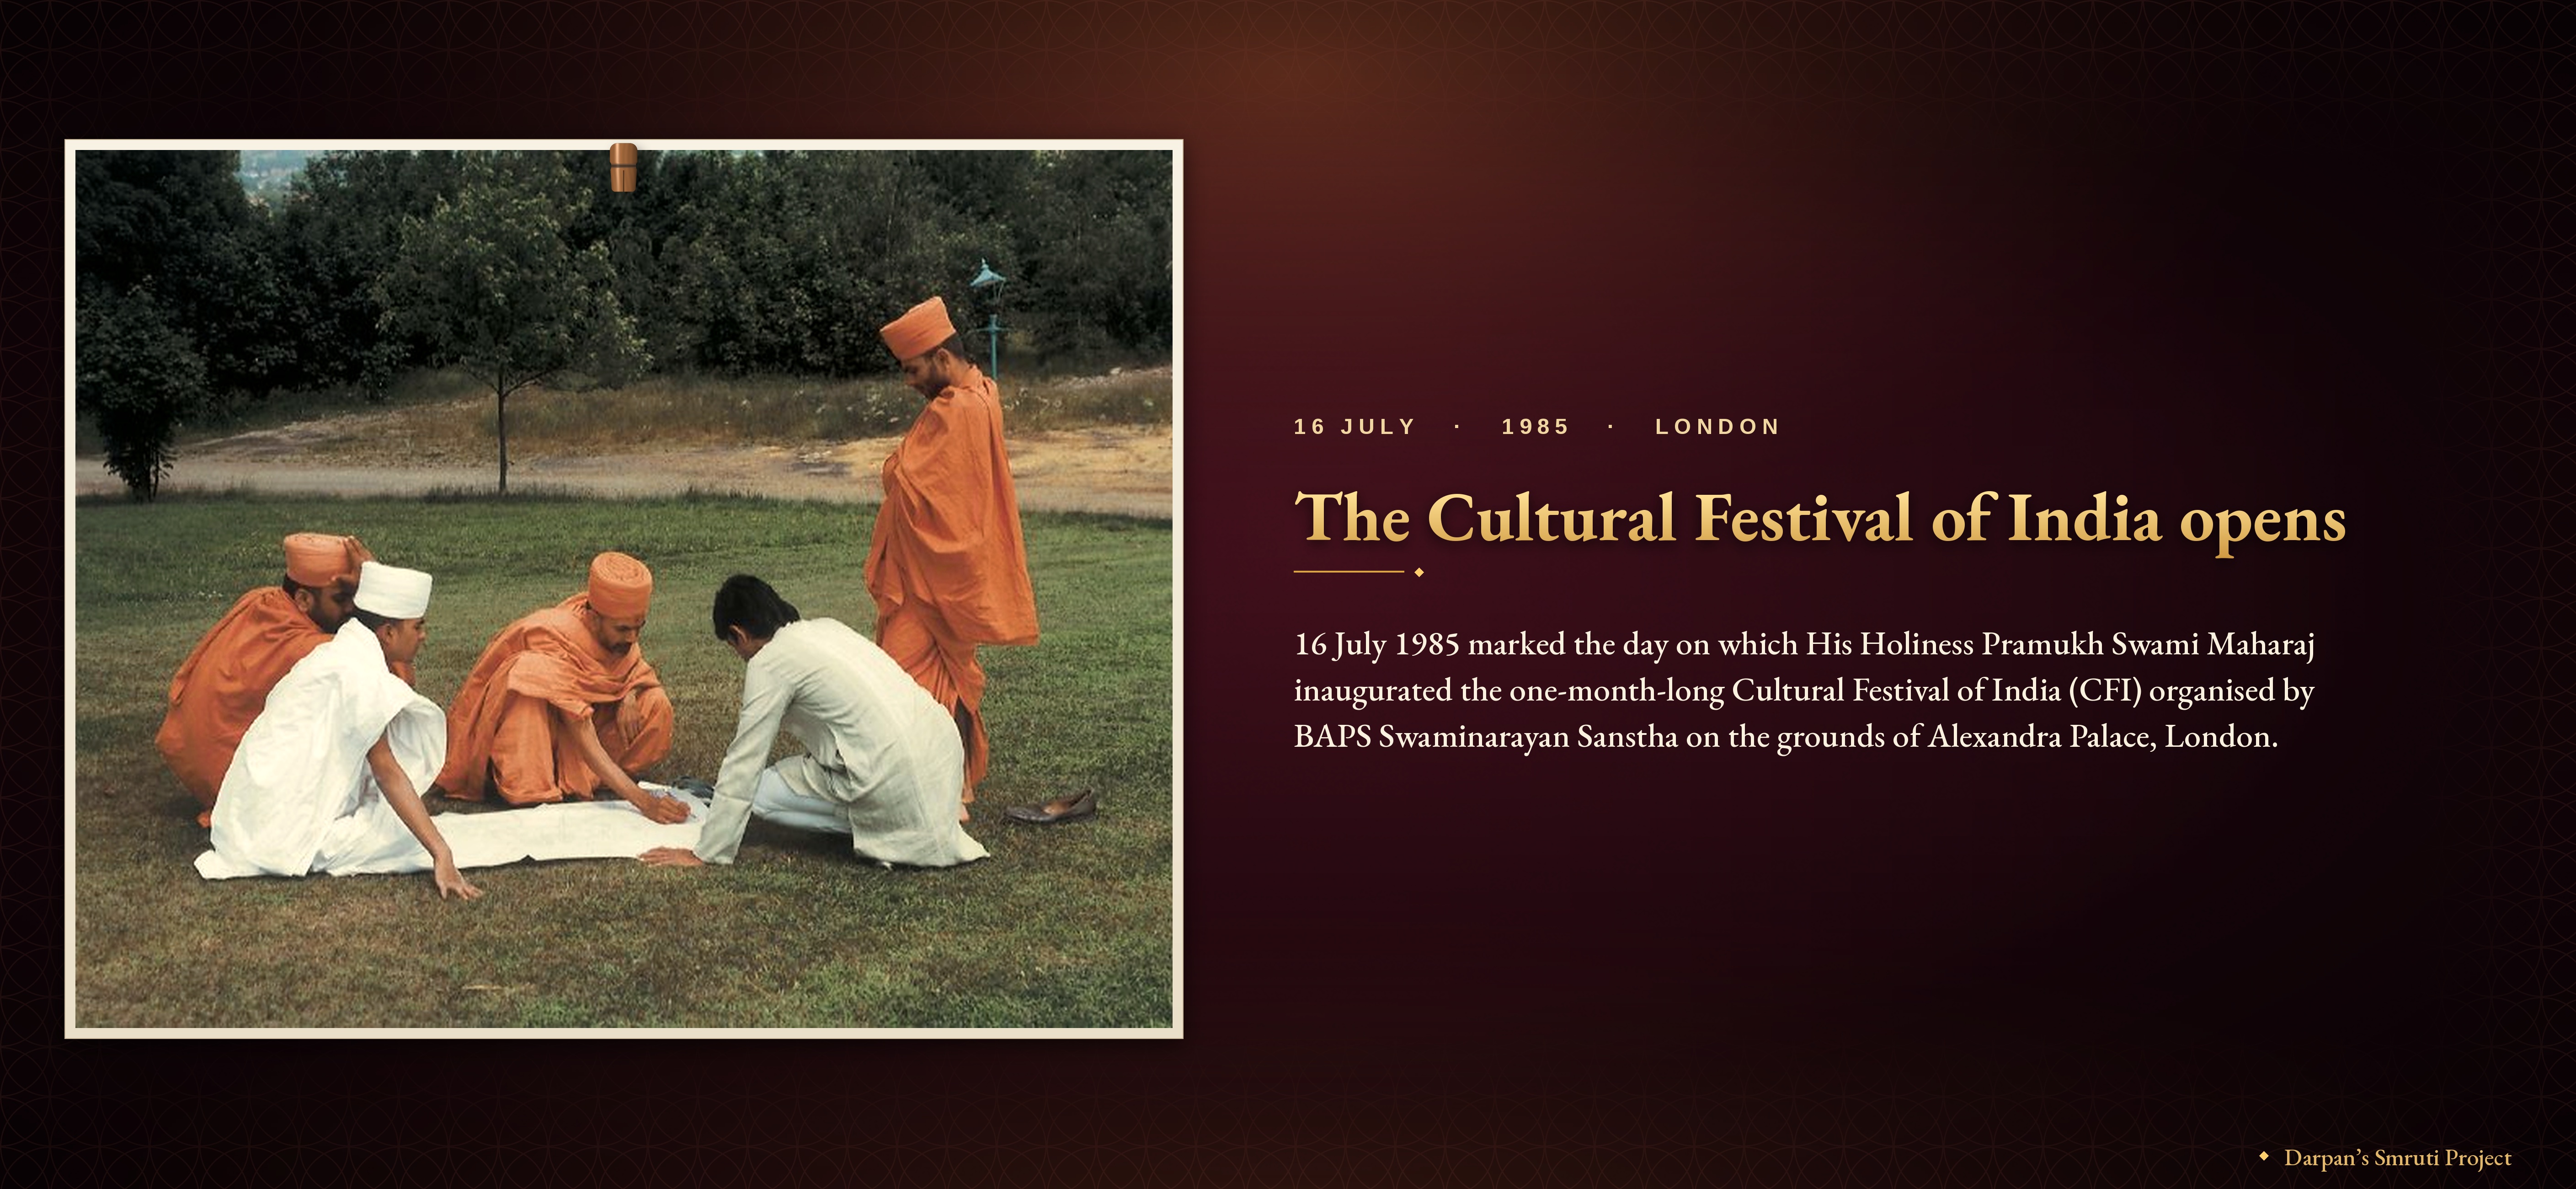 16 JULY · 1985 · LONDON
The Cultural Festival of India opens
16 July 1985 marked the day on which His Holiness Pramukh Swami Maharaj
inaugurated the one-month-long Cultural Festival of India (CFI) organised by
BAPS Swaminarayan Sanstha on the grounds of Alexandra Palace, London.
◆ Darpan’s Smruti Project